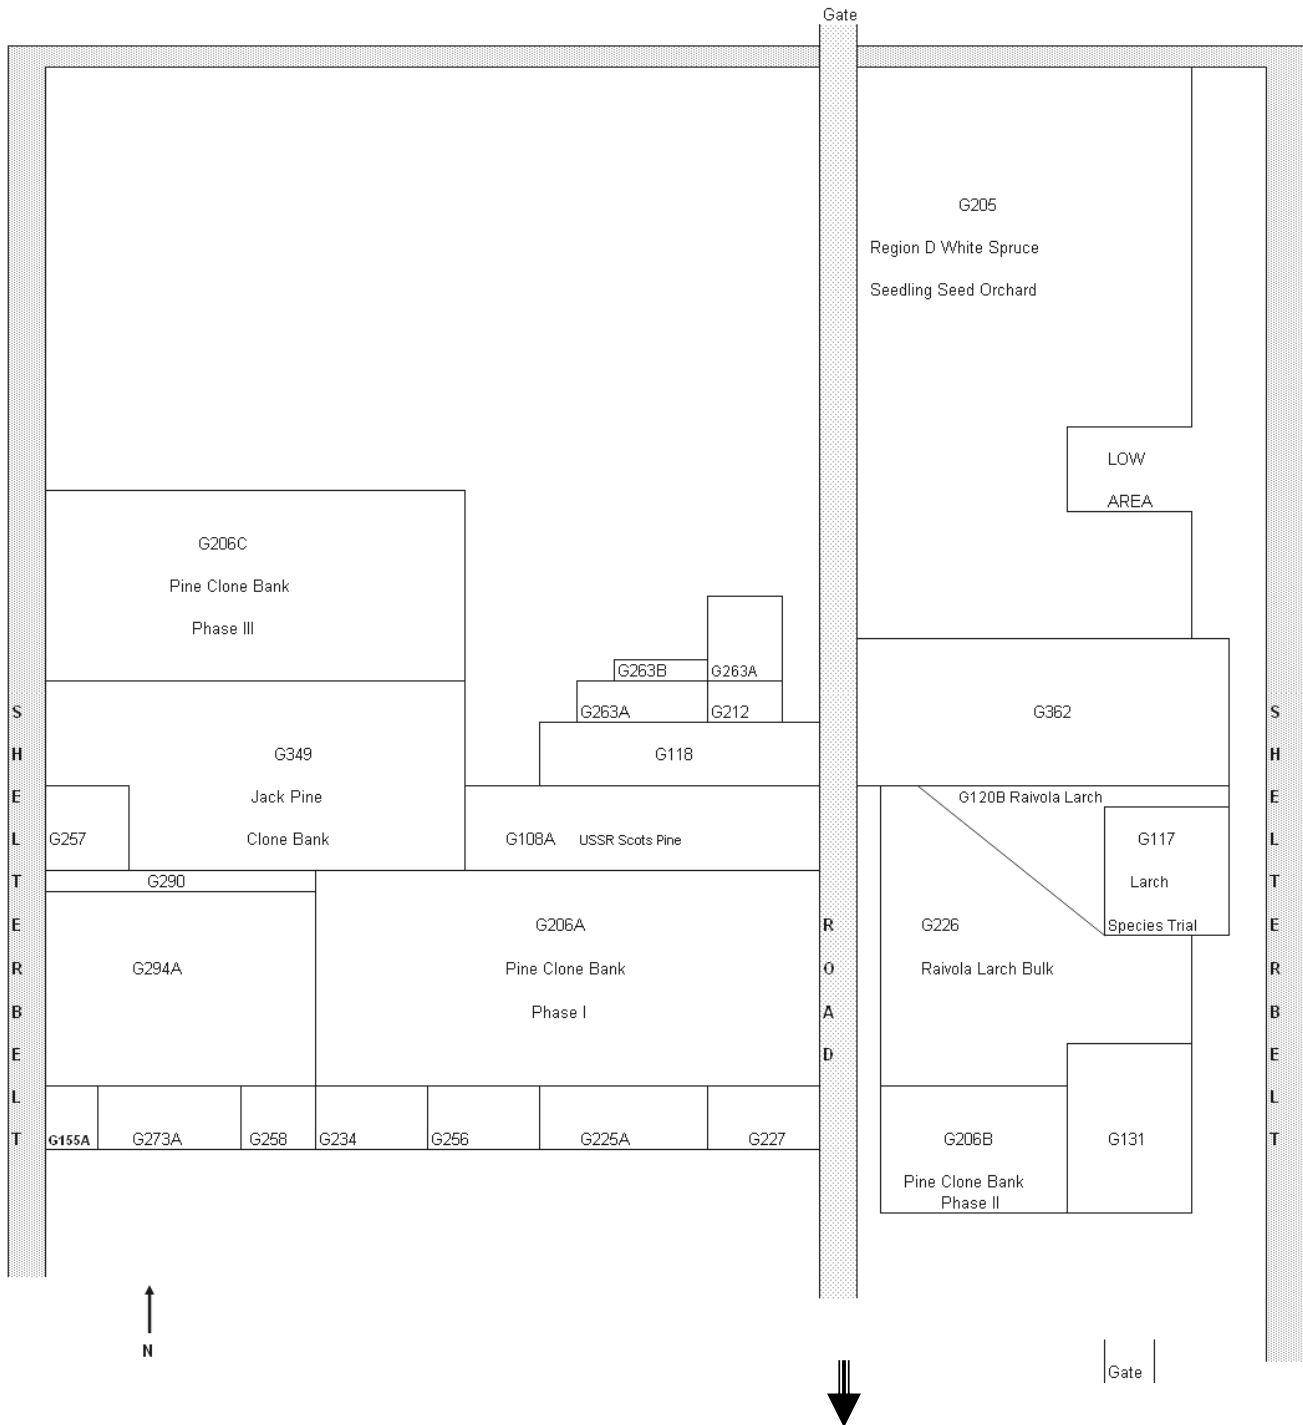 Gate
G205
Region D White Spruce
Seedling Seed Orchard
LOW
AREA
G206C
Pine Clone Bank
Phase III
G263B
G263A
G263A
G212
G118
G362
G349
Jack Pine
Clone Bank
G257
G108A USSR Scots Pine
G120B Raivola Larch
G117
Larch
Species Trial
G290
G294A
G206A
Pine Clone Bank
Phase I
G226
Raivola Larch Bulk
G155A
G273A
G258
G234
G256
G225A
G227
G206B
Pine Clone Bank
Phase II
G131
SHELTERBELT
ROAD
SHELTERBELT
N
Gate